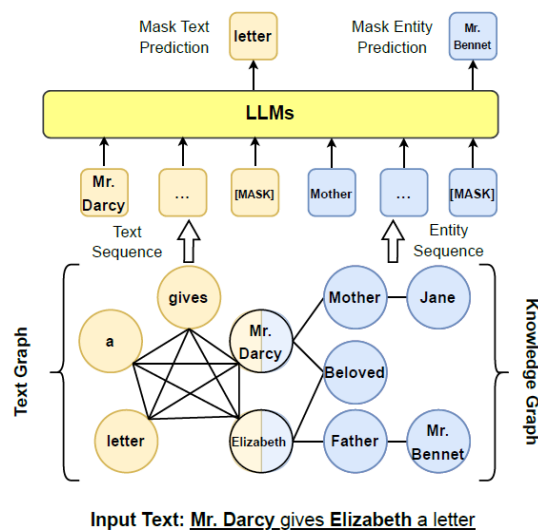 Mask Text
Prediction
letter
Mask Entity
Prediction
Mr.
Bennet
LLMs
Mr.
Darcy
...
[MASK]
Mother
...
[MASK]
Text
Sequence
Entity
Sequence
Text Graph
gives
a
letter
Mr.
Darcy
Elizabeth
Mother
Jane
Beloved
Father
Mr.
Bennet
Knowledge Graph
Input Text: Mr. Darcy gives Elizabeth a letter